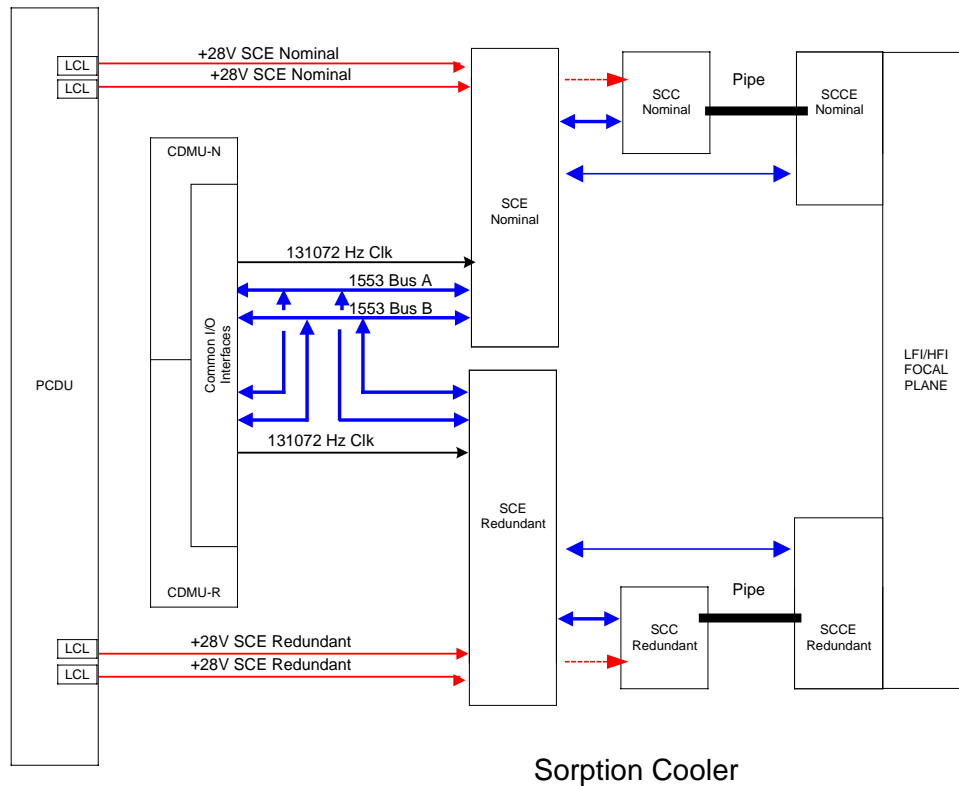 LCL
LCL
+28V SCE Nominal
+28V SCE Nominal
SCC
Nominal
Pipe
SCCE
Nominal
CDMU-N
SCE
Nominal
131072 Hz Clk
1553 Bus A
1553 Bus B
Common I/O
Interfaces
PCDU
LFI/HFI
FOCAL
PLANE
131072 Hz Clk
SCE
Redundant
CDMU-R
Pipe
SCC
Redundant
SCCE
Redundant
LCL
LCL
+28V SCE Redundant
+28V SCE Redundant
Sorption Cooler